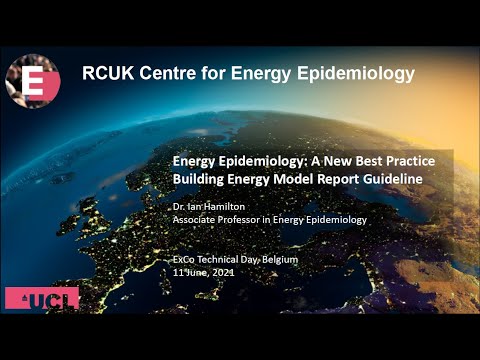 E
RCUK Centre for Energy Epidemiology
Energy Epidemiology: A New Best Practice
Building Energy Model Report Guideline
Dr. Ian Hamilton
Associate Professor in Energy Epidemiology
ExCo Technical Day, Belgium
11 June, 2021
UCL